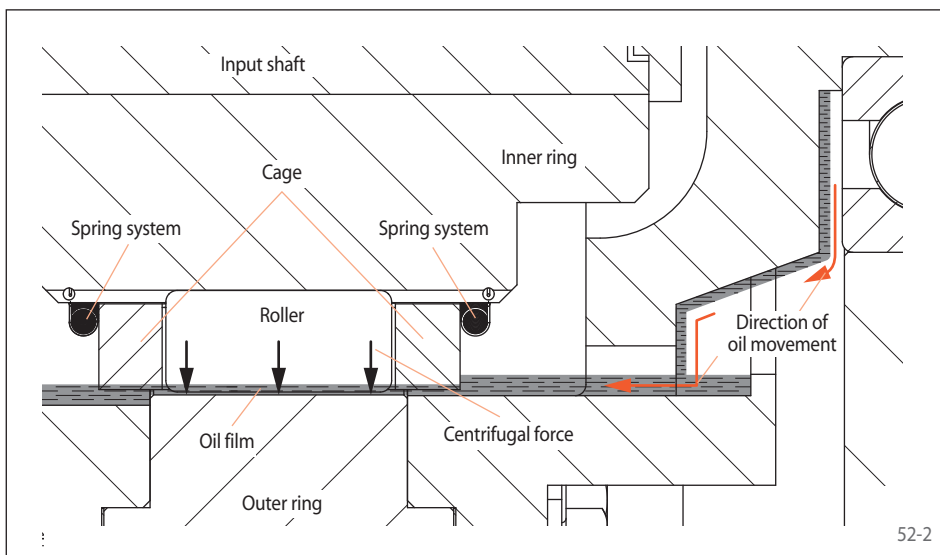 Input shaft
Inner ring
Cage
Spring system
Spring system
Roller
Direction of
oil movement
Oil film
Centrifugal force
Outer ring
52-2